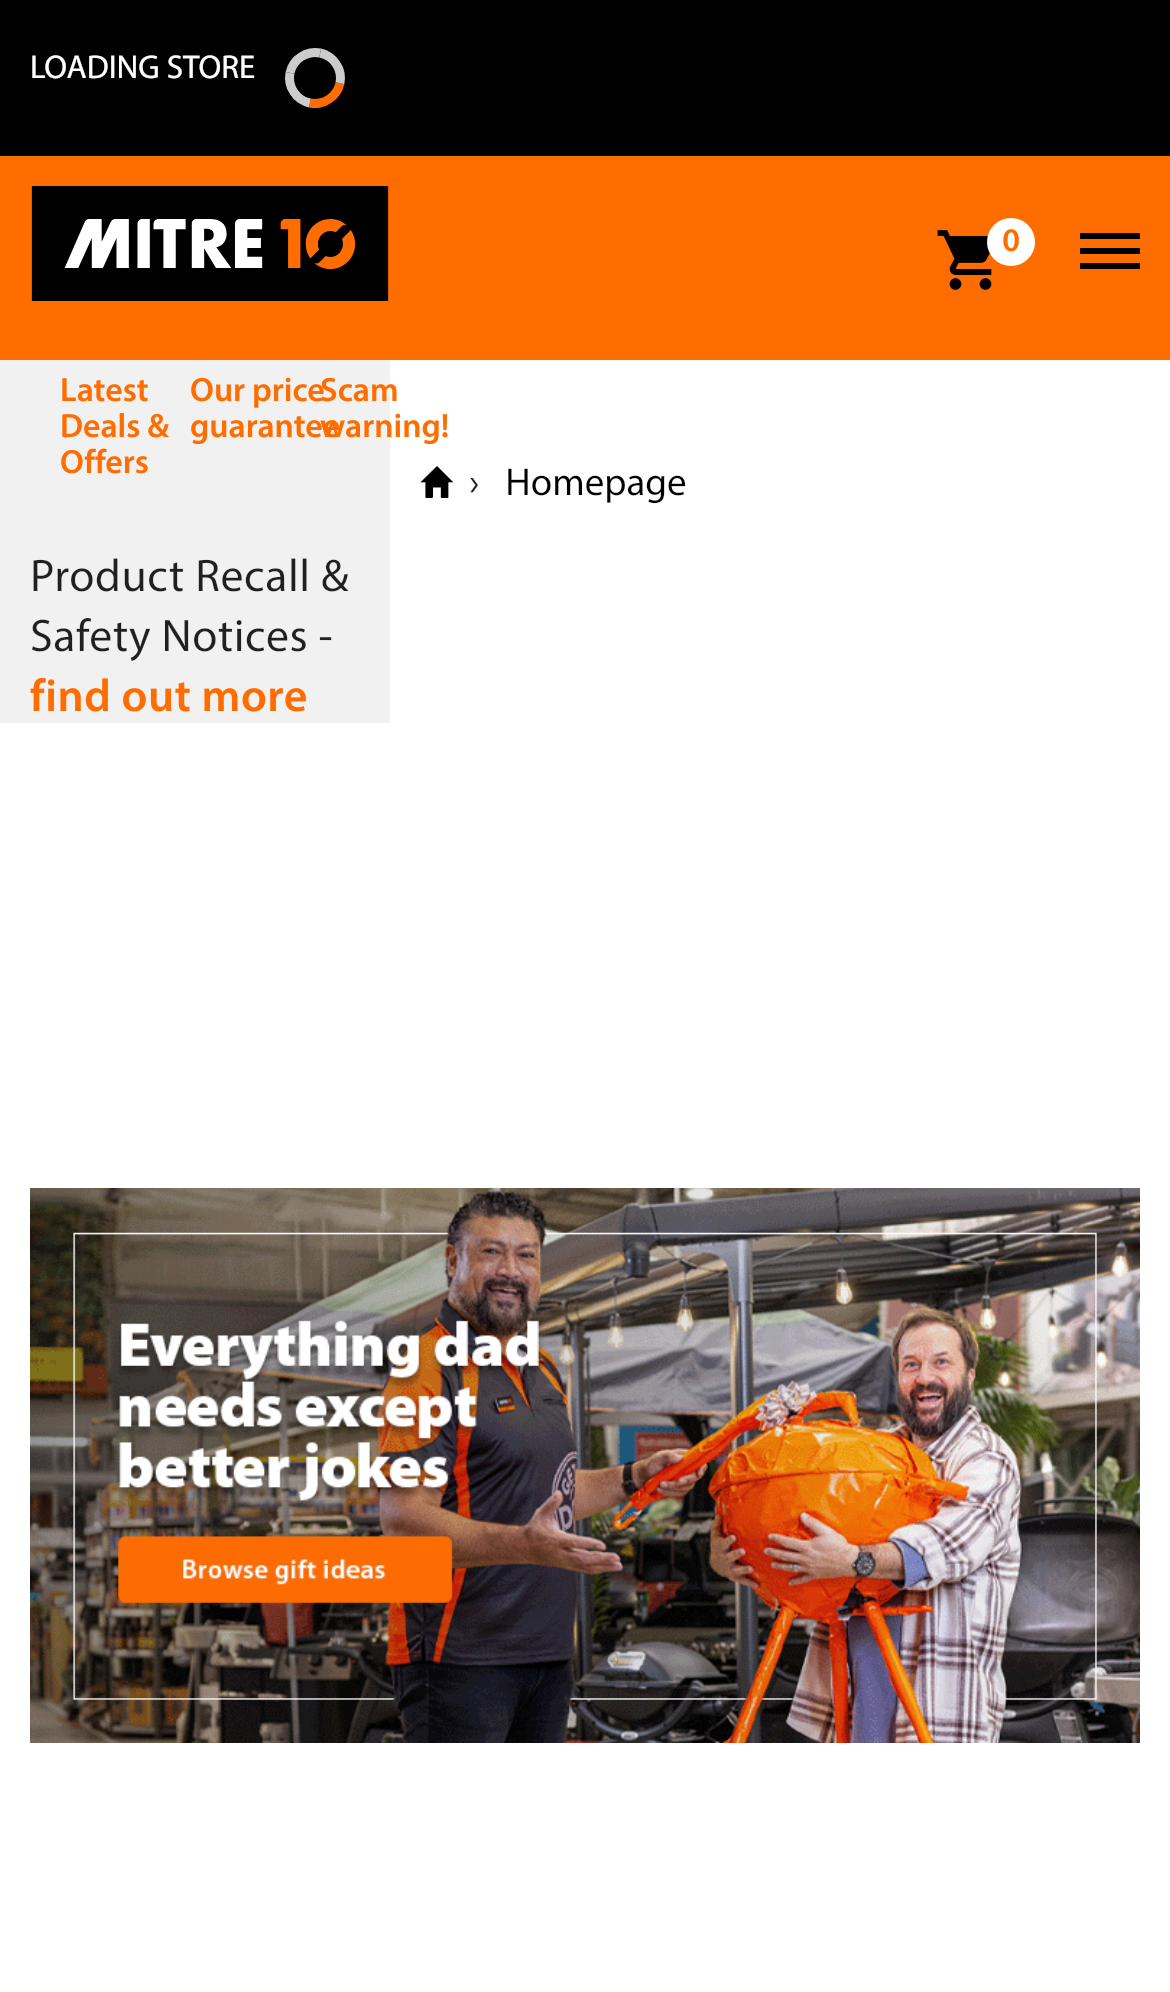 LOADING STORE
MITRE 10
0
Latest
Deals &
Offers
Our price
guarantee
Scam
warning!
› Homepage
Product Recall &
Safety Notices -
find out more
Everything dad
needs except
better jokes
Browse gift ideas